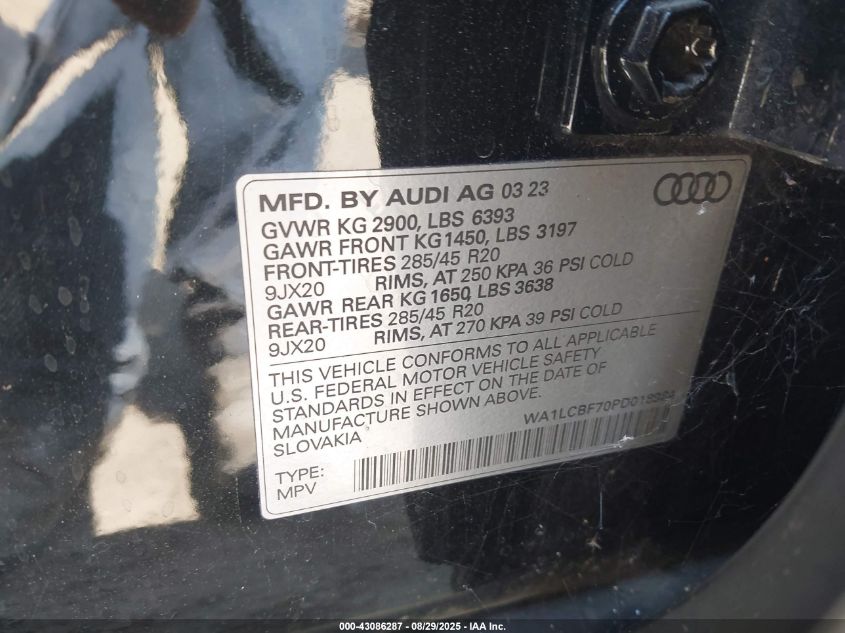 MFD. BY AUDI AG 03 23
GVWR KG 2900, LBS 6393
GAWR FRONT KG 1450, LBS 3197
FRONT-TIRES 285/45 R20
9JX20 RIMS, AT 250 KPA 36 PSI COLD
GAWR REAR KG 1650, LBS 3638
REAR-TIRES 285/45 R20
9JX20 RIMS, AT 270 KPA 39 PSI COLD
THIS VEHICLE CONFORMS TO ALL APPLICABLE
U.S. FEDERAL MOTOR VEHICLE SAFETY
STANDARDS IN EFFECT ON THE DATE OF
MANUFACTURE SHOWN ABOVE.
SLOVAKIA
TYPE:
MPV
000-43086287 - 08/29/2025 - IAA Inc.